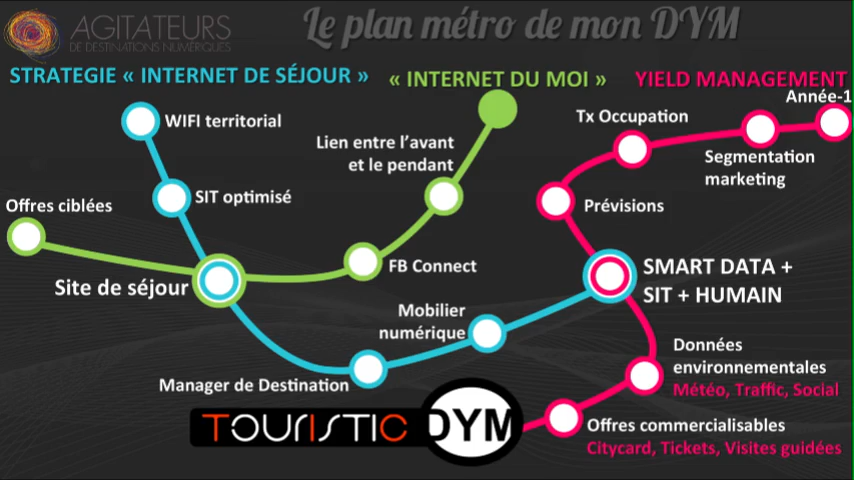 AGITATEURS
DE DESTINATIONS NUMÉRIQUES
Le plan métro de mon DYM
STRATEGIE « INTERNET DE SÉJOUR »
« INTERNET DU MOI »
YIELD MANAGEMENT
Année-1
WIFI territorial
Lien entre l'avant
et le pendant
Tx Occupation
Segmentation
marketing
SIT optimisé
Offres ciblées
Prévisions
FB Connect
Site de séjour
SMART DATA +
SIT + HUMAIN
Mobilier
numérique
Données
environnementales
Météo, Traffic, Social
Manager de Destination
TOURISTIC DYM
Offres commercialisables
Citycard, Tickets, Visites guidées